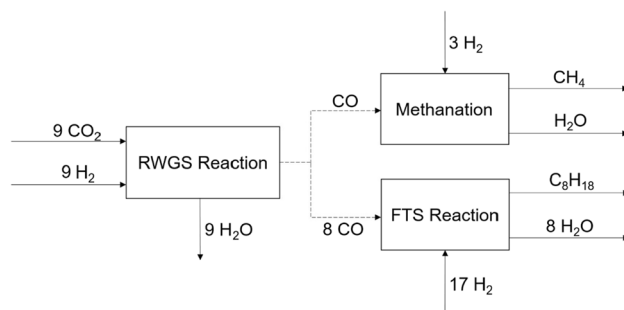 3 H₂
CH₄
CO
Methanation
H₂O
9 CO₂
RWGS Reaction
9 H₂
C₈H₁₈
FTS Reaction
8 CO
8 H₂O
9 H₂O
17 H₂